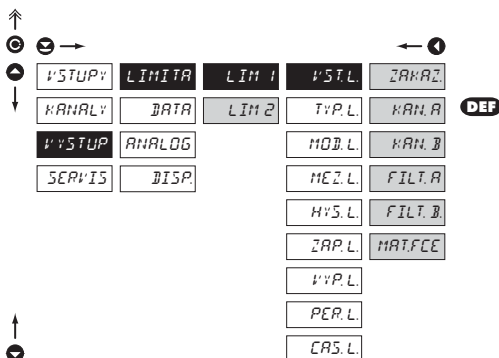 VSTUPY LIMITA LIM 1 VST.L. ZAKAZ.
KANALY DATA LIM 2 TYP. L. KAN. A DEF
VYSTUP ANALOG MOD. L. KAN. B
SERVIS DISP. MEZ. L. FILT. A
HYS. L. FILT. B.
ZAP. L. MAT.FCE
VYP. L.
PER. L.
CAS. L.